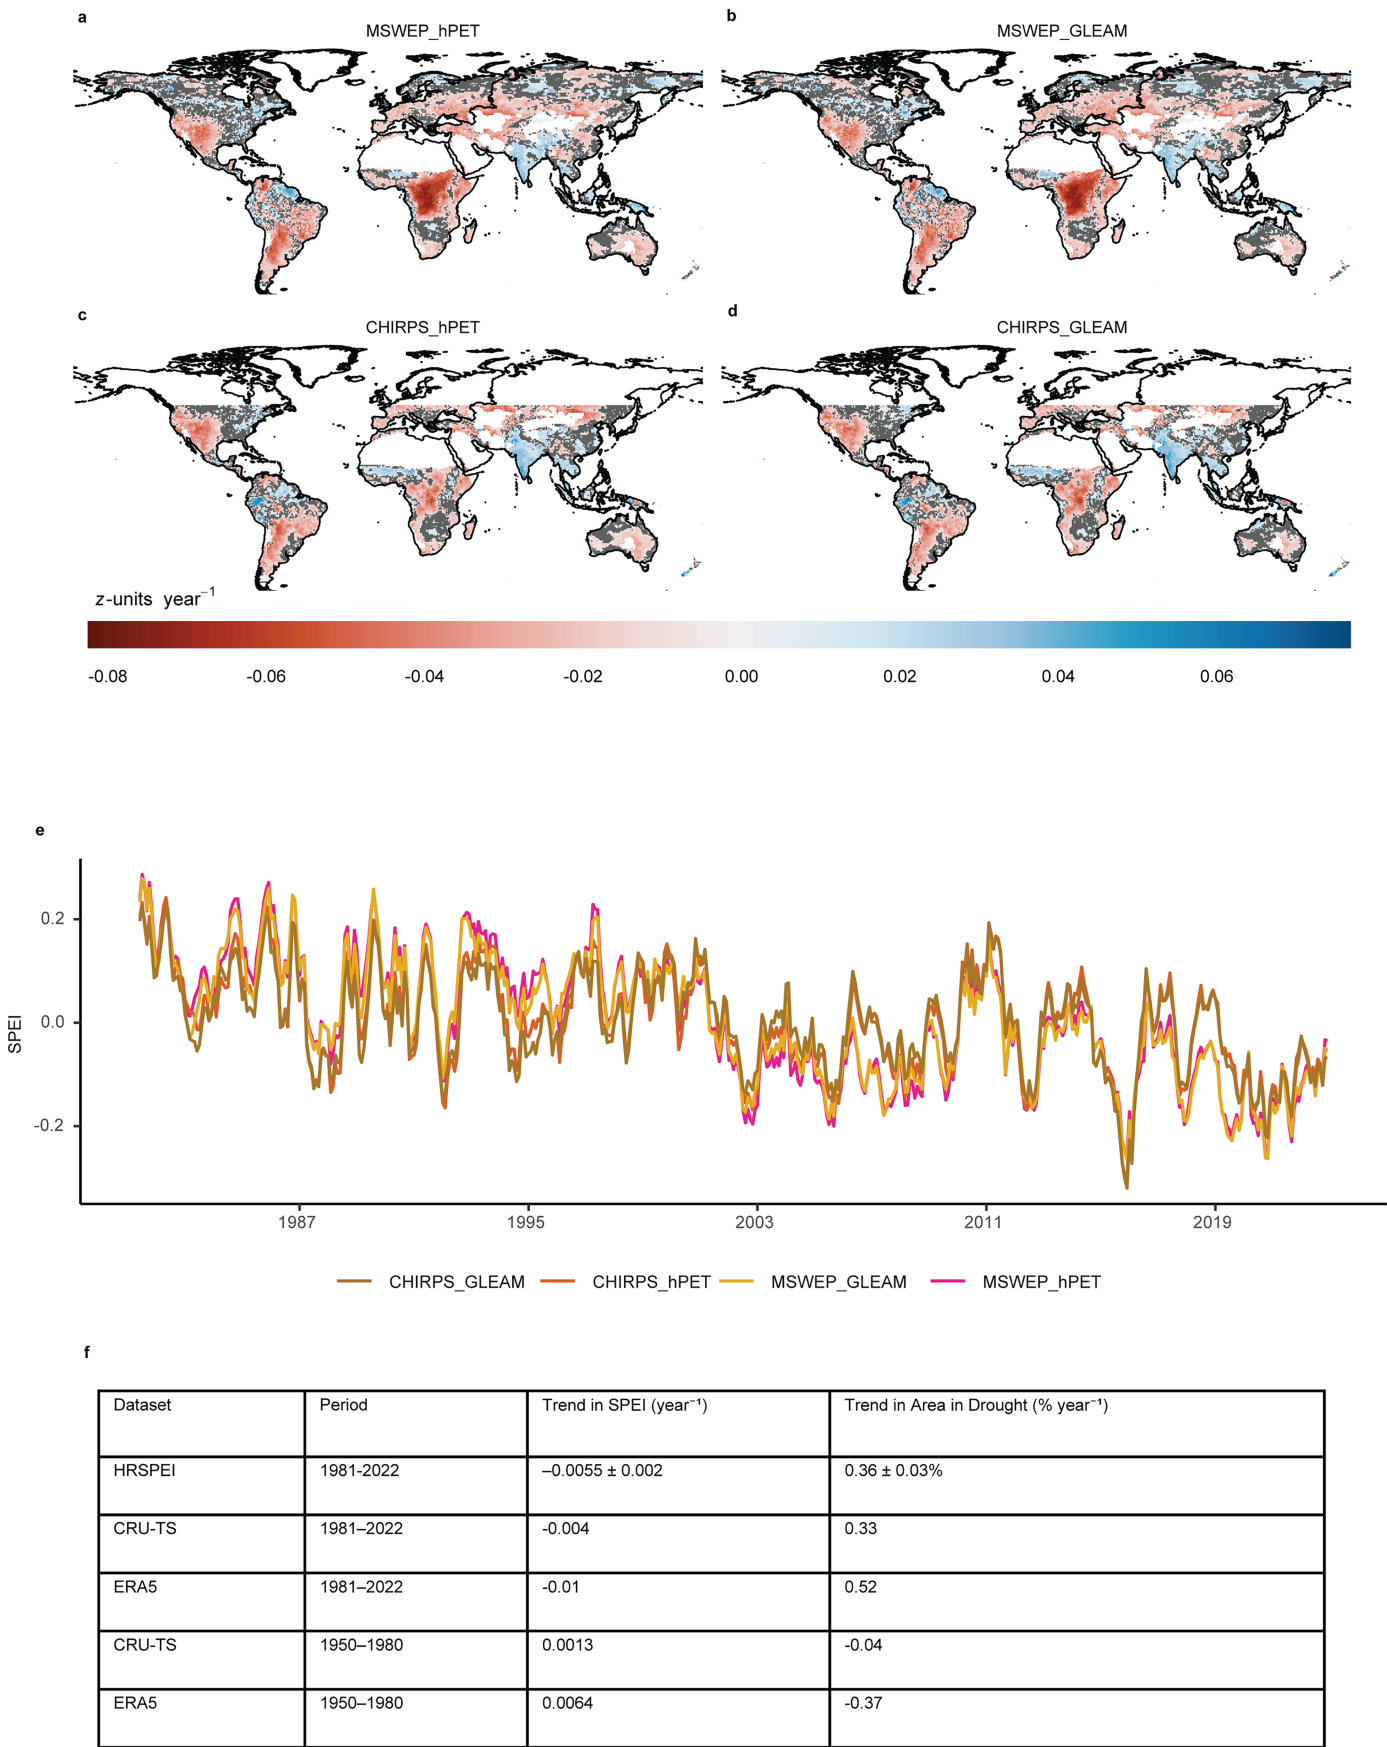 a
b
MSWEP_hPET
MSWEP_GLEAM
c
d
CHIRPS_hPET
CHIRPS_GLEAM
z-units year⁻¹
-0.08 -0.06 -0.04 -0.02 0.00 0.02 0.04 0.06
e
SPEI
0.2
0.0
-0.2
1987 1995 2003 2011 2019
CHIRPS_GLEAM CHIRPS_hPET MSWEP_GLEAM MSWEP_hPET
f
Dataset Period Trend in SPEI (year⁻¹) Trend in Area in Drought (% year⁻¹)
HRSPEI 1981-2022 –0.0055 ± 0.002 0.36 ± 0.03%
CRU-TS 1981–2022 -0.004 0.33
ERA5 1981–2022 -0.01 0.52
CRU-TS 1950–1980 0.0013 -0.04
ERA5 1950–1980 0.0064 -0.37